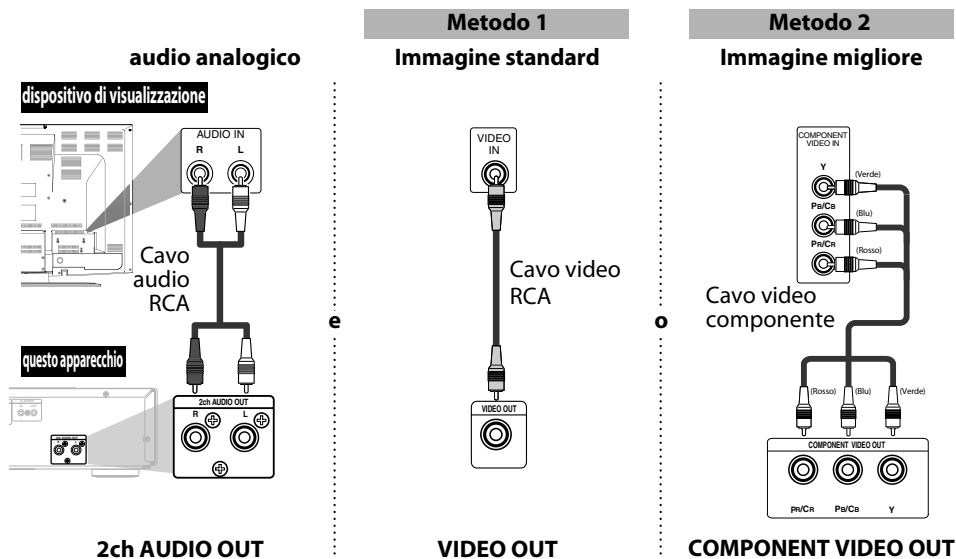 Metodo 1
Metodo 2
audio analogico
Immagine standard
Immagine migliore
dispositivo di visualizzazione
AUDIO IN
R L
Cavo
audio
RCA
questo apparecchio
2ch AUDIO OUT
R L
2ch AUDIO OUT
e
VIDEO
IN
Cavo video
RCA
VIDEO OUT
VIDEO OUT
o
COMPONENT
VIDEO IN
Y
(Verde)
PB/CB
(Blu)
PR/CR
(Rosso)
Cavo video
componente
(Rosso) (Blu) (Verde)
COMPONENT VIDEO OUT
PR/CR PB/CB Y
COMPONENT VIDEO OUT